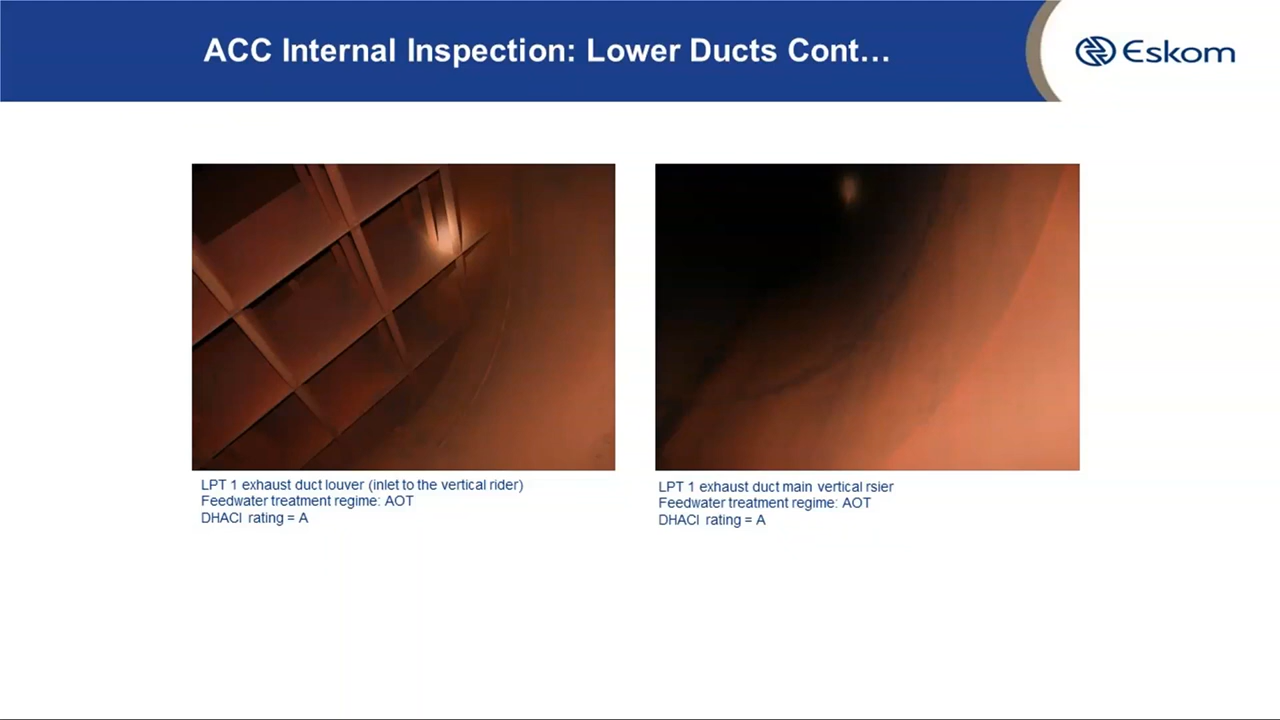 ACC Internal Inspection: Lower Ducts Cont...
Eskom
LPT 1 exhaust duct louver (inlet to the vertical rider)
Feedwater treatment regime: AOT
DHACI rating = A
LPT 1 exhaust duct main vertical rsier
Feedwater treatment regime: AOT
DHACI rating = A